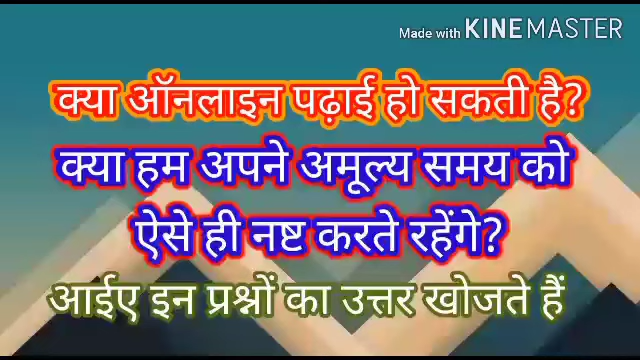 Made with KINEMASTER
क्या ऑनलाइन पढ़ाई हो सकती है?
क्या हम अपने अमूल्य समय को
ऐसे ही नष्ट करते रहेंगे?
आईए इन प्रश्नों का उत्तर खोजते हैं